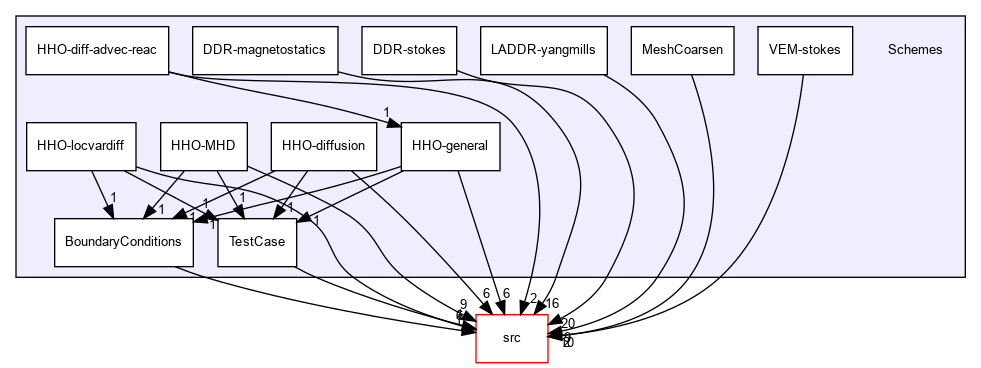 HHO-diff-advec-reac
DDR-magnetostatics
DDR-stokes
LADDR-yangmills
MeshCoarsen
VEM-stokes
Schemes
1
HHO-locvardiff
HHO-MHD
HHO-diffusion
HHO-general
1
1
1
1
1
1
1
1
BoundaryConditions
TestCase
9
6
6
2
16
20
src